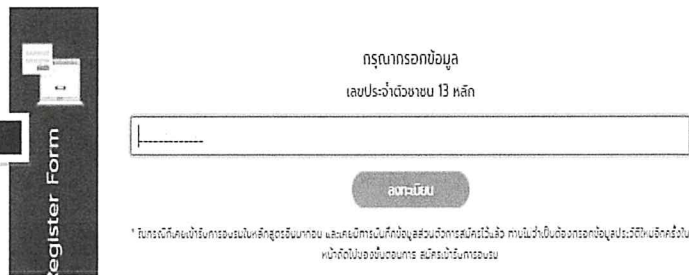 กรุณากรอกข้อมูล
เลขประจำตัวประชาชน 13 หลัก
Register Form
ลงทะเบียน
* ในกรณีที่เคยเข้ารับการอบรมในหลักสูตรอื่นมาก่อน และเคยมีการบันทึกข้อมูลส่วนตัวการสมัครไว้แล้ว ท่านไม่จำเป็นต้องกรอกข้อมูลประวัติใหม่อีกครั้งใน
หน้าถัดไปของขั้นตอนการ สมัครเข้ารับการอบรม